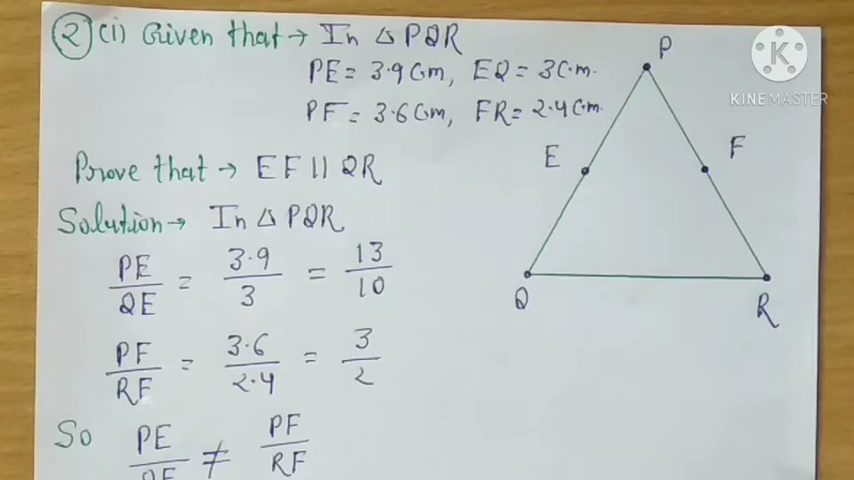 ② (i) Given that → In △ PQR
PE = 3.9 cm, EQ = 3 c.m.
PF = 3.6 cm, FR = 2.4 c.m.
Prove that → EF || QR
Solution → In △ PQR
PE/QE = 3.9/3 = 13/10
PF/RF = 3.6/2.4 = 3/2
So PE/QE ≠ PF/RF
P
E
F
Q
R
KINEMASTER